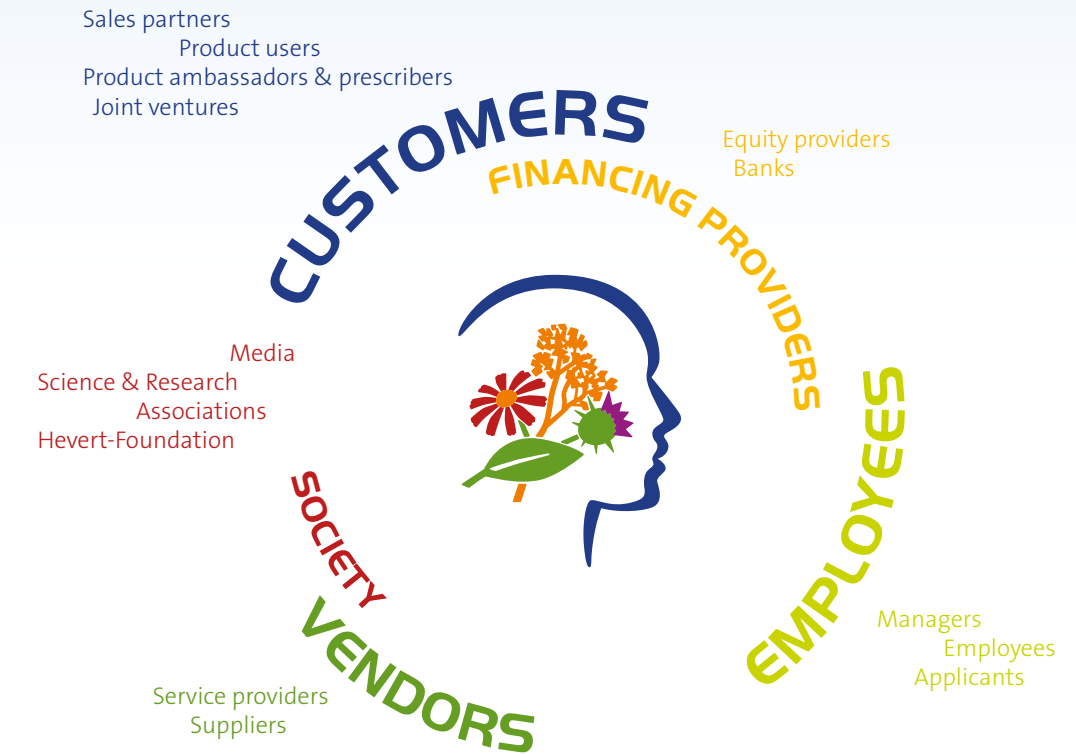 Sales partners
Product users
Product ambassadors & prescribers
Joint ventures
CUSTOMERS
FINANCING PROVIDERS
Equity providers
Banks
Media
Science & Research
Associations
Hevert-Foundation
SOCIETY
EMPLOYEES
Managers
Employees
Applicants
VENDORS
Service providers
Suppliers